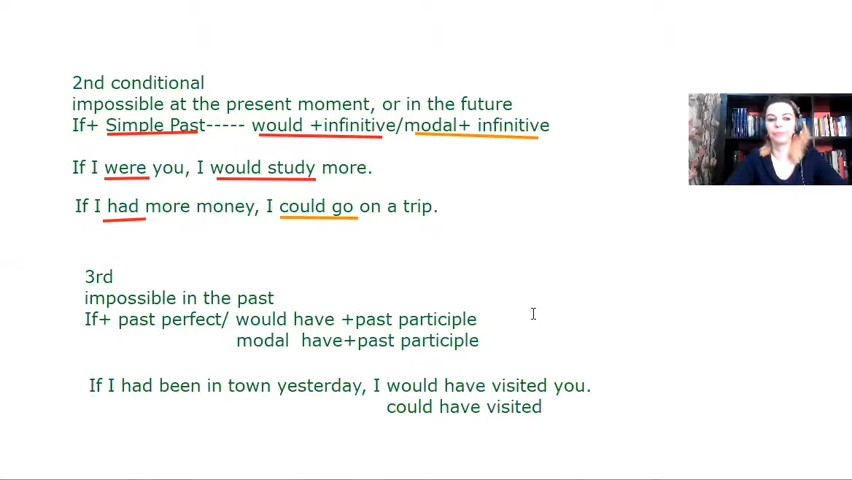 2nd conditional
impossible at the present moment, or in the future
If+ Simple Past----- would +infinitive/modal+ infinitive
If I were you, I would study more.
If I had more money, I could go on a trip.
3rd
impossible in the past
If+ past perfect/ would have +past participle
modal have+past participle
If I had been in town yesterday, I would have visited you.
could have visited